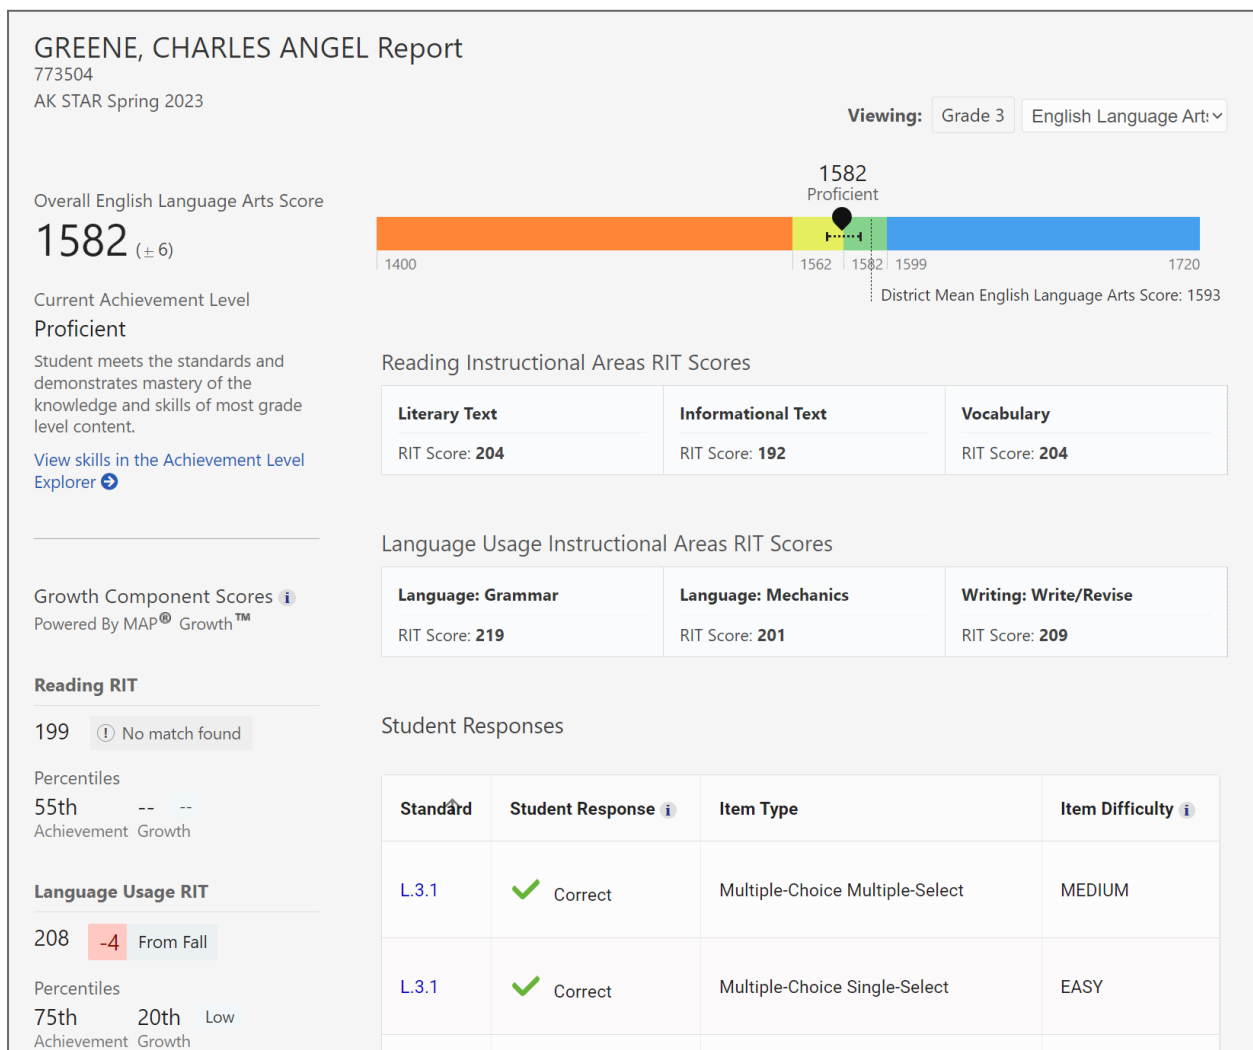 GREENE, CHARLES ANGEL Report
773504
AK STAR Spring 2023
Viewing: Grade 3 English Language Arts
Overall English Language Arts Score
1582 (± 6)
Current Achievement Level
Proficient
Student meets the standards and
demonstrates mastery of the
knowledge and skills of most grade
level content.
View skills in the Achievement Level
Explorer
1582
Proficient
1400 1562 1582 1599 1720
District Mean English Language Arts Score: 1593
Reading Instructional Areas RIT Scores
Literary Text Informational Text Vocabulary
RIT Score: 204 RIT Score: 192 RIT Score: 204
Language Usage Instructional Areas RIT Scores
Language: Grammar Language: Mechanics Writing: Write/Revise
RIT Score: 219 RIT Score: 201 RIT Score: 209
Growth Component Scores i
Powered By MAP® Growth™
Reading RIT
199 ! No match found
Percentiles
55th -- --
Achievement Growth
Language Usage RIT
208 -4 From Fall
Percentiles
75th 20th Low
Achievement Growth
Student Responses
Standard Student Response i Item Type Item Difficulty i
L.3.1 Correct Multiple-Choice Multiple-Select MEDIUM
L.3.1 Correct Multiple-Choice Single-Select EASY